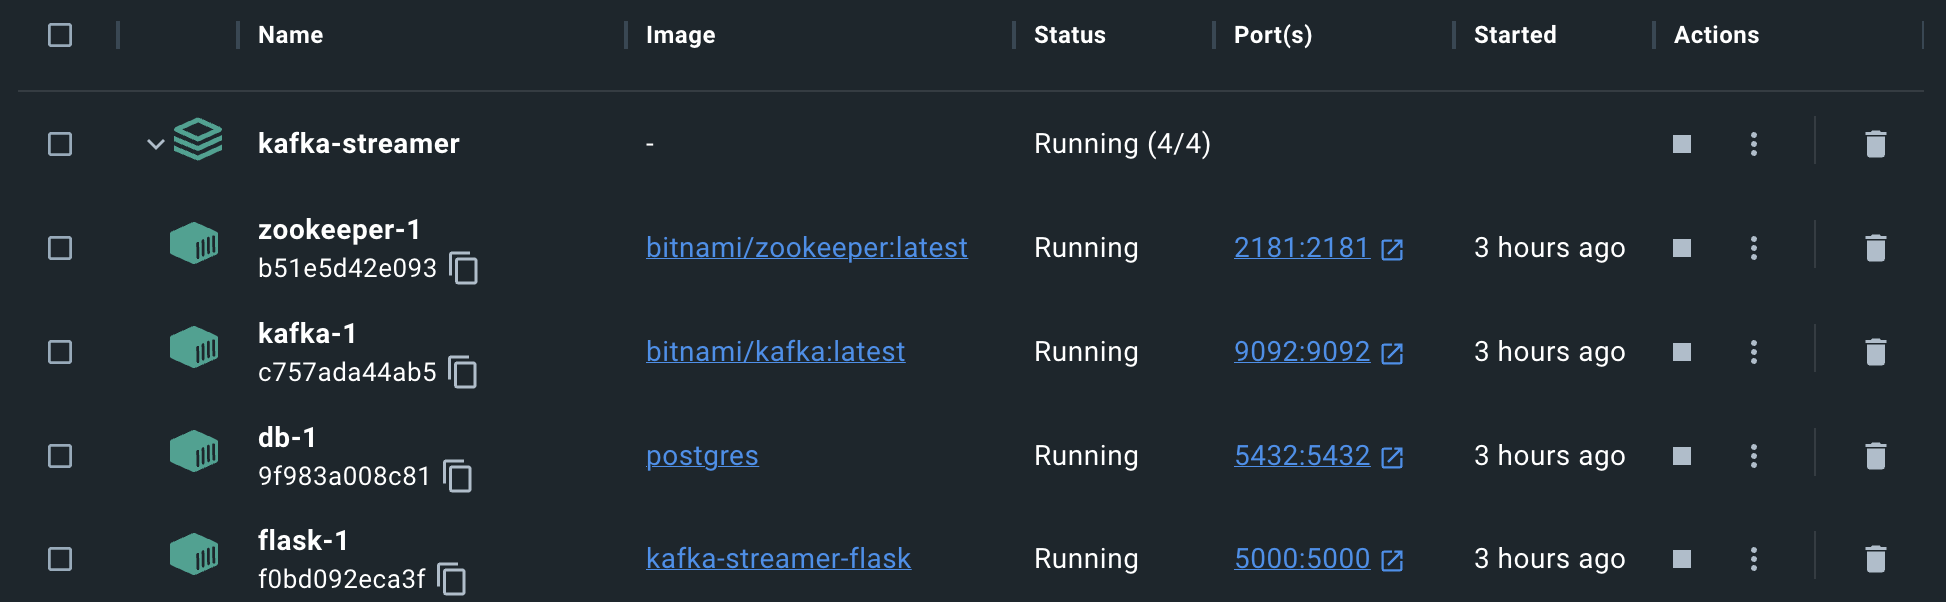 Name Image Status Port(s) Started Actions
kafka-streamer - Running (4/4)
zookeeper-1
b51e5d42e093 bitnami/zookeeper:latest Running 2181:2181 3 hours ago
kafka-1
c757ada44ab5 bitnami/kafka:latest Running 9092:9092 3 hours ago
db-1
9f983a008c81 postgres Running 5432:5432 3 hours ago
flask-1
f0bd092eca3f kafka-streamer-flask Running 5000:5000 3 hours ago